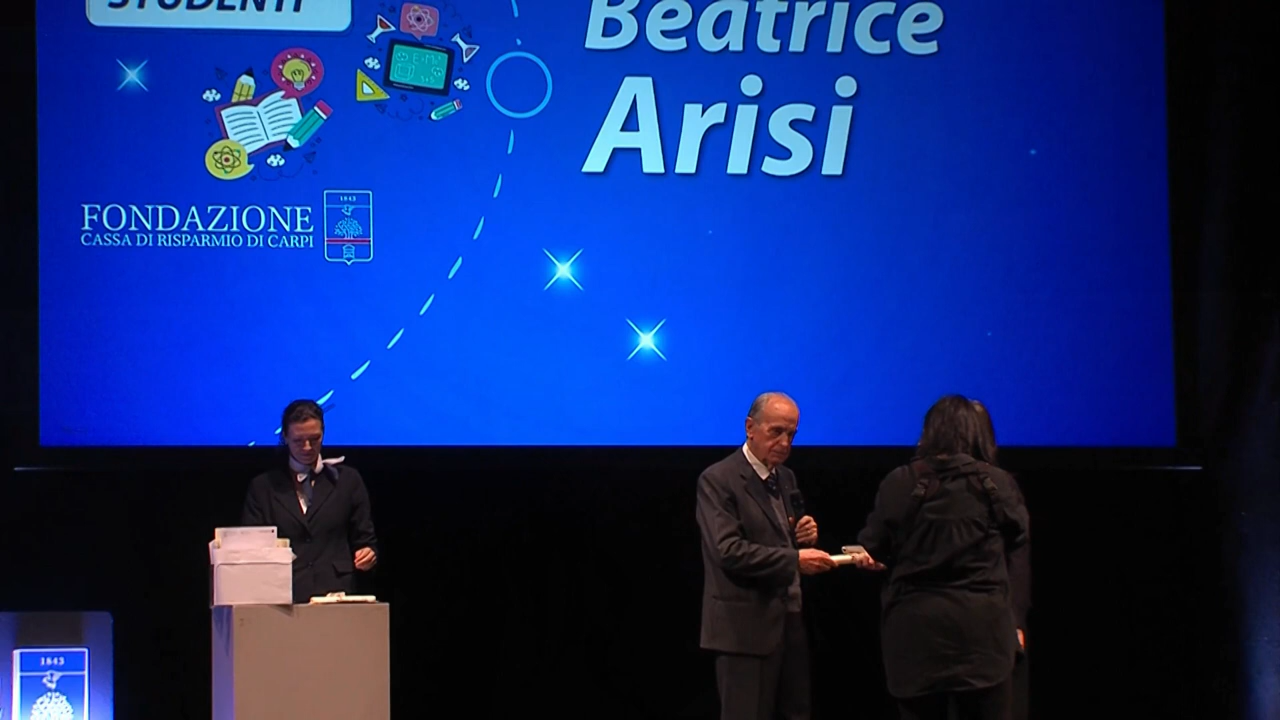 STUDENTI
Beatrice
Arisi
E=M
1843
FONDAZIONE
CASSA DI RISPARMIO DI CARPI
1843